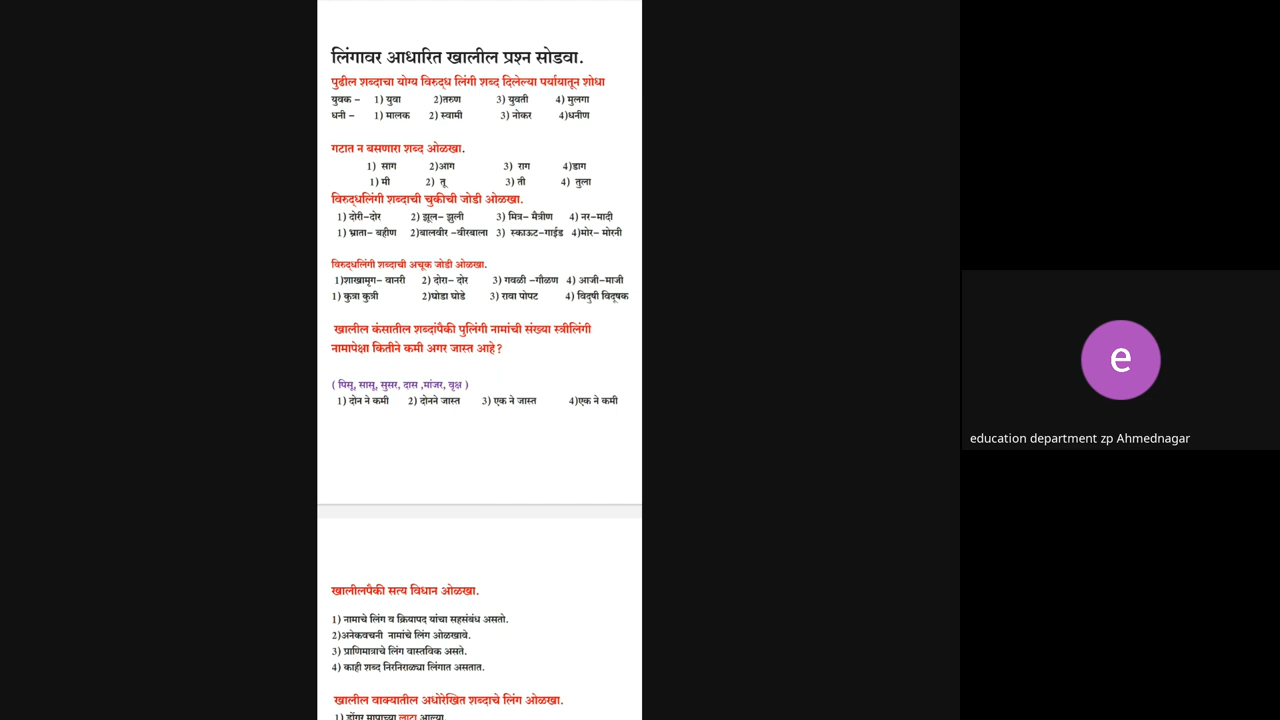 लिंगावर आधारित खालील प्रश्न सोडवा.
पुढील शब्दाचा योग्य विरुद्ध लिंगी शब्द दिलेल्या पर्यायातून शोधा
युवक – 1) युवा 2)तरुण 3) युवती 4) मुलगा
धनी – 1) मालक 2) स्वामी 3) नोकर 4)धनीण
गटात न बसणारा शब्द ओळखा.
1) साग 2)आग 3) राग 4)डाग
1) मी 2) तू 3) ती 4) तुला
विरुद्धलिंगी शब्दाची चुकीची जोडी ओळखा.
1) दोरी–दोर 2) झूल– झुली 3) मित्र– मैत्रीण 4) नर–मादी
1) भ्राता– बहीण 2)बालवीर –वीरबाला 3) स्काऊट–गाईड 4)मोर– मोरनी
विरुद्धलिंगी शब्दाची अचूक जोडी ओळखा.
1)शाखामृग– वानरी 2) दोरा– दोर 3) गवळी –गौळण 4) आजी–माजी
1) कुत्रा कुत्री 2)घोडा घोडे 3) रावा पोपट 4) विदुषी विदूषक
खालील कंसातील शब्दांपैकी पुलिंगी नामांची संख्या स्त्रीलिंगी
नामापेक्षा कितीने कमी अगर जास्त आहे?
( पिसू, सासू, सुसर, दास ,मांजर, वृक्ष )
1) दोन ने कमी 2) दोनने जास्त 3) एक ने जास्त 4)एक ने कमी
खालीलपैकी सत्य विधान ओळखा.
1) नामाचे लिंग व क्रियापद यांचा सहसंबंध असतो.
2)अनेकवचनी नामांचे लिंग ओळखावे.
3) प्राणिमात्राचे लिंग वास्तविक असते.
4) काही शब्द निरनिराळ्या लिंगात असतात.
खालील वाक्यातील अधोरेखित शब्दाचे लिंग ओळखा.
1) डोंगर माथ्याच्या लाटा आल्या.
e
education department zp Ahmednagar